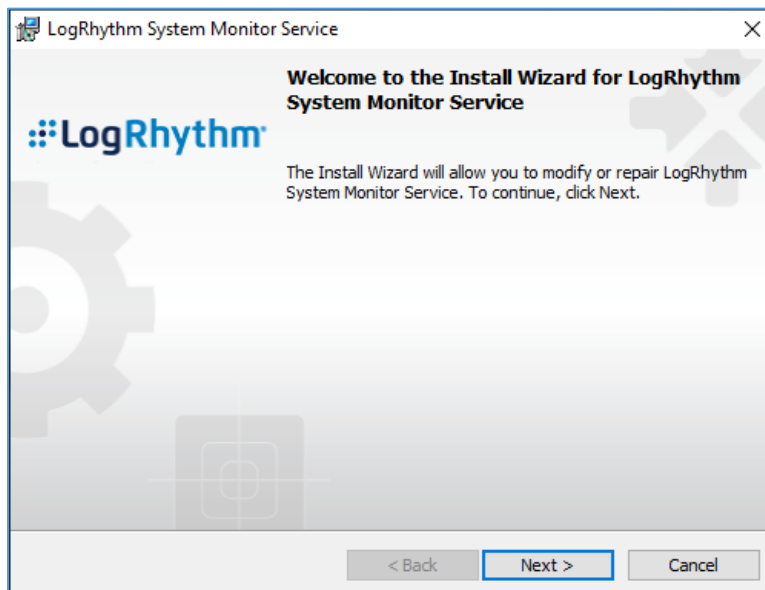 LogRhythm System Monitor Service
Welcome to the Install Wizard for LogRhythm
System Monitor Service
LogRhythm
The Install Wizard will allow you to modify or repair LogRhythm
System Monitor Service. To continue, click Next.
< Back
Next >
Cancel